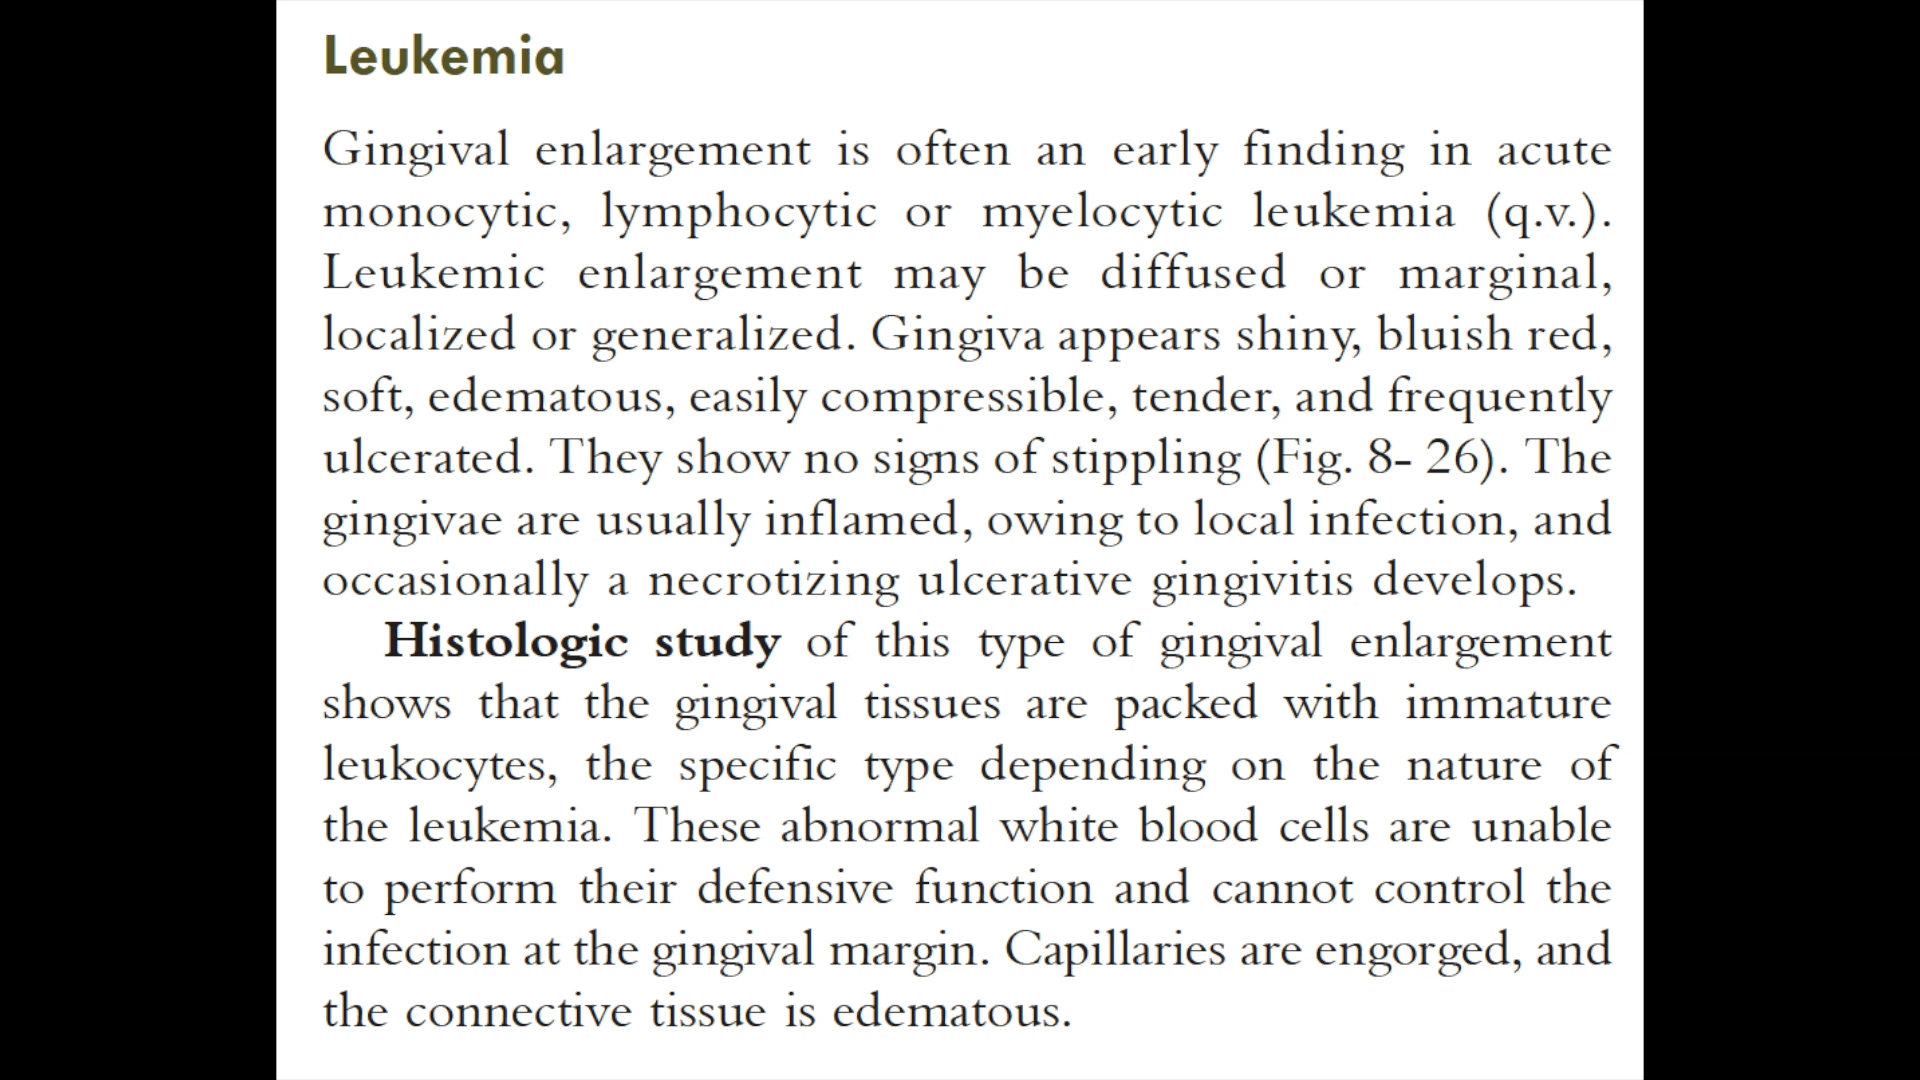 Leukemia
Gingival enlargement is often an early finding in acute
monocytic, lymphocytic or myelocytic leukemia (q.v.).
Leukemic enlargement may be diffused or marginal,
localized or generalized. Gingiva appears shiny, bluish red,
soft, edematous, easily compressible, tender, and frequently
ulcerated. They show no signs of stippling (Fig. 8- 26). The
gingivae are usually inflamed, owing to local infection, and
occasionally a necrotizing ulcerative gingivitis develops.
Histologic study of this type of gingival enlargement
shows that the gingival tissues are packed with immature
leukocytes, the specific type depending on the nature of
the leukemia. These abnormal white blood cells are unable
to perform their defensive function and cannot control the
infection at the gingival margin. Capillaries are engorged, and
the connective tissue is edematous.